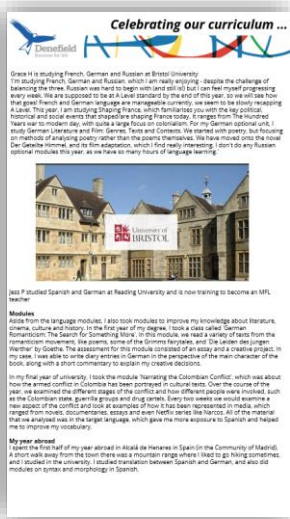 Celebrating our curriculum ...
Denefield
Grace H is studying French, German and Russian at Bristol University
'I'm studying French, German and Russian, which I am really enjoying - despite the challenge of
balancing the three. Russian was hard to begin with (and still is!) but I can feel myself progressing
every week. We are supposed to be at A Level standard by the end of this year, so we will see how
that goes! French and German language are manageable currently, we seem to be slowly recapping
A Level. This year, I am studying Shaping France, which familiarises you with the key political,
historical and social events that shaped/are shaping France today. It ranges from The Hundred
Years war to modern day, with quite a large focus on colonialism. For my German optional unit, I
study German Literature and Film: Genres, Texts and Contexts. We started with poetry, but focusing
on methods of analysing poetry rather than the poems themselves. We have moved onto the novel
Der Geteilte Himmel, and its film adaptation, which I find really interesting. I don't do any Russian
optional modules this year, as we have so many hours of language learning.'
University of
BRISTOL
Jess P studied Spanish and German at Reading University and is now training to become an MFL
teacher
Modules
Aside from the language modules, I also took modules to improve my knowledge about literature,
cinema, culture and history. In the first year of my degree, I took a class called 'German
Romanticism: The Search for Something More'. In this module, we read a variety of texts from the
romanticism movement, like poems, some of the Grimms fairytales, and 'Die Leiden des jungen
Werther' by Goethe. The assessment for this module consisted of an essay and a creative project. In
my case, I was able to write diary entries in German in the perspective of the main character of the
book, along with a short commentary to explain my creative decisions.
In my final year of university, I took the module 'Narrating the Colombian Conflict', which was about
how the armed conflict in Colombia has been portrayed in cultural texts. Over the course of the
year, we examined the different stages of the conflict and how different people were involved, such
as the Colombian state, guerrilla groups and drug cartels. Every two weeks we would examine a
new aspect of the conflict and look at examples of how it has been represented in media, which
ranged from novels, documentaries, essays and even Netflix series like Narcos. All of the material
that we analysed was in the target language, which gave me more exposure to Spanish and helped
me to improve my vocabulary.
My year abroad
I spent the first half of my year abroad in Alcalá de Henares in Spain (in the Community of Madrid).
A short walk away from the town there was a mountain range where I liked to go hiking sometimes,
and I studied in the university. I studied translation between Spanish and German, and also did
modules on syntax and morphology in Spanish.